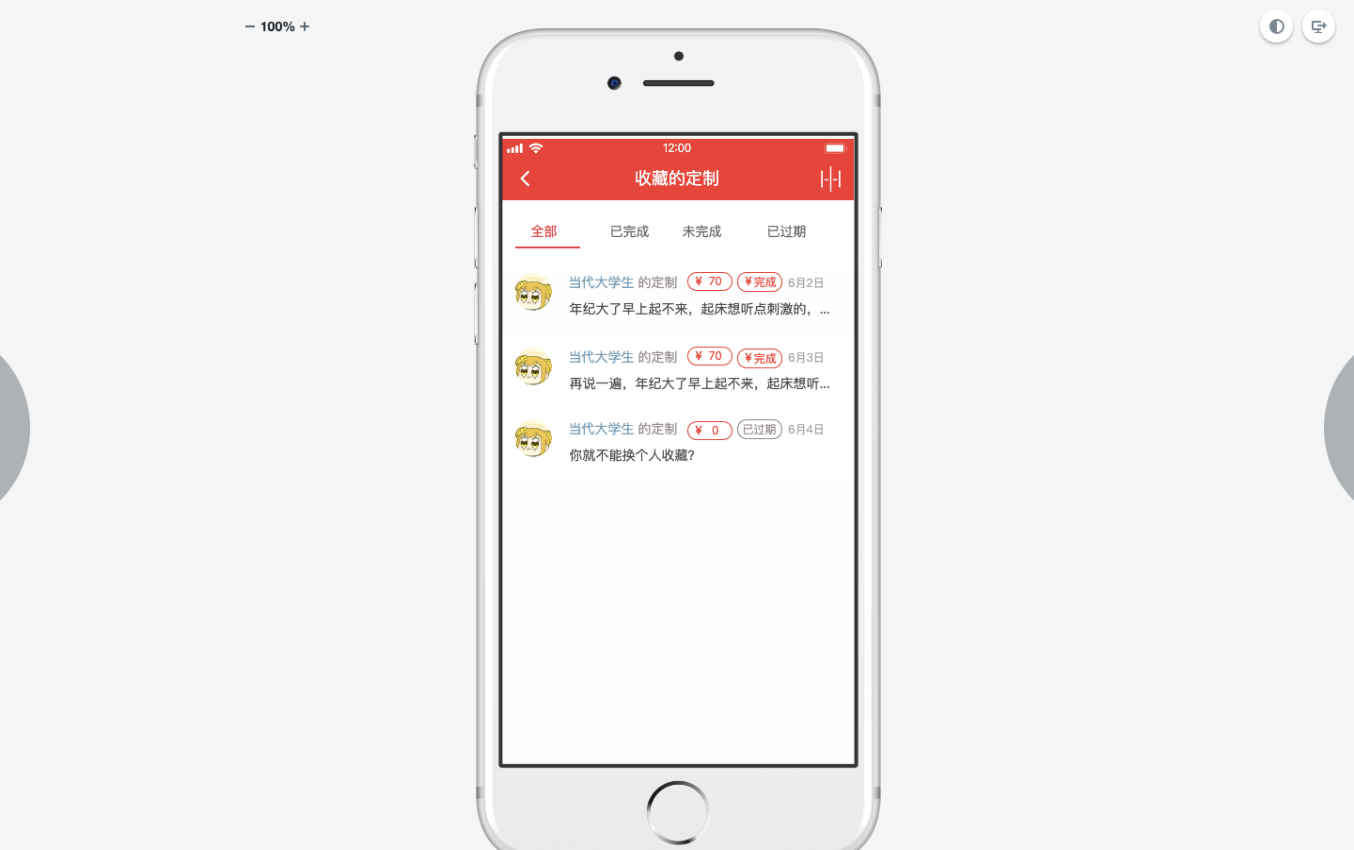 − 100% +
12:00
收藏的定制
全部 已完成 未完成 已过期
当代大学生 的定制 ¥ 70 ¥完成 6月2日
年纪大了早上起不来，起床想听点刺激的，...
当代大学生 的定制 ¥ 70 ¥完成 6月3日
再说一遍，年纪大了早上起不来，起床想听...
当代大学生 的定制 ¥ 0 已过期 6月4日
你就不能换个人收藏?